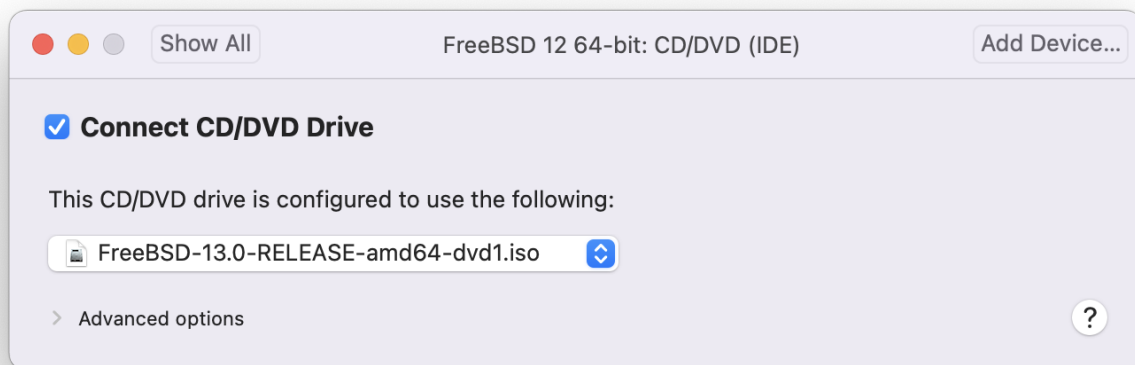 Show All FreeBSD 12 64-bit: CD/DVD (IDE) Add Device...
Connect CD/DVD Drive
This CD/DVD drive is configured to use the following:
FreeBSD-13.0-RELEASE-amd64-dvd1.iso
Advanced options ?